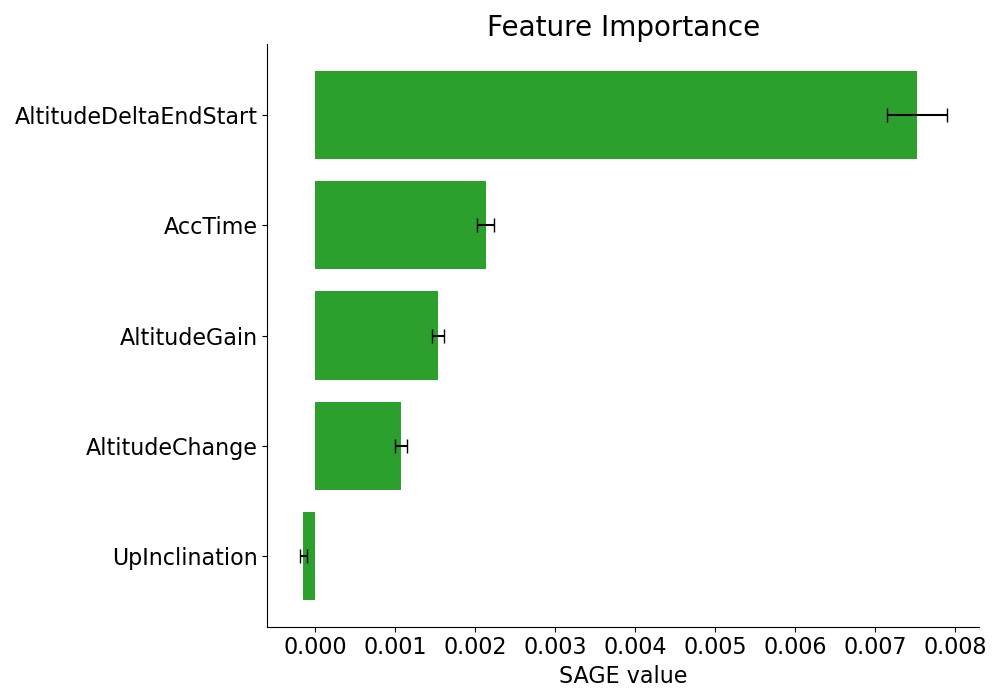 Feature Importance
AltitudeDeltaEndStart
AccTime
AltitudeGain
AltitudeChange
UpInclination
0.000 0.001 0.002 0.003 0.004 0.005 0.006 0.007 0.008
SAGE value